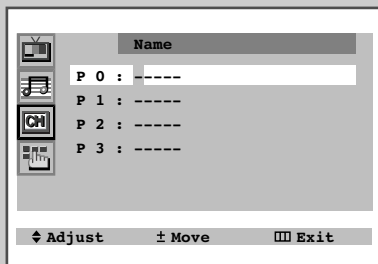 Name
P 0 : -----
P 1 : -----
CH
P 2 : -----
P 3 : -----
Adjust ± Move Exit